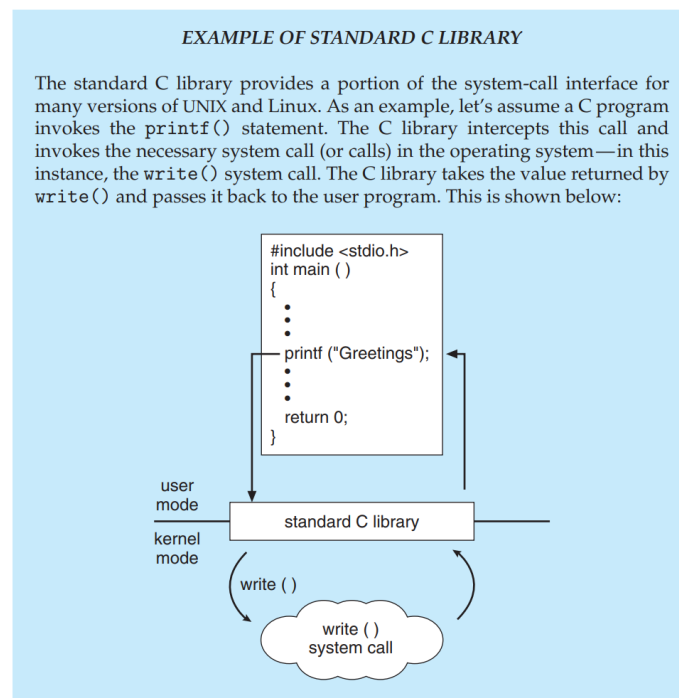 EXAMPLE OF STANDARD C LIBRARY
The standard C library provides a portion of the system-call interface for
many versions of UNIX and Linux. As an example, let's assume a C program
invokes the printf() statement. The C library intercepts this call and
invokes the necessary system call (or calls) in the operating system—in this
instance, the write() system call. The C library takes the value returned by
write() and passes it back to the user program. This is shown below:
#include <stdio.h>
int main ( )
{
•
•
•
printf ("Greetings");
•
•
•
return 0;
}
user
mode
standard C library
kernel
mode
write ( )
write ( )
system call